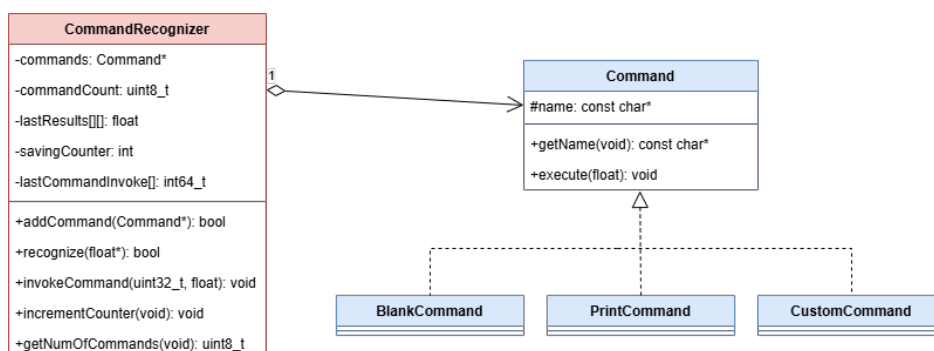 CommandRecognizer
-commands: Command*
-commandCount: uint8_t
-lastResults[][]: float
-savingCounter: int
-lastCommandInvoke[]: int64_t
+addCommand(Command*): bool
+recognize(float*): bool
+invokeCommand(uint32_t, float): void
+incrementCounter(void): void
+getNumOfCommands(void): uint8_t
1
Command
#name: const char*
+getName(void): const char*
+execute(float): void
BlankCommand
PrintCommand
CustomCommand